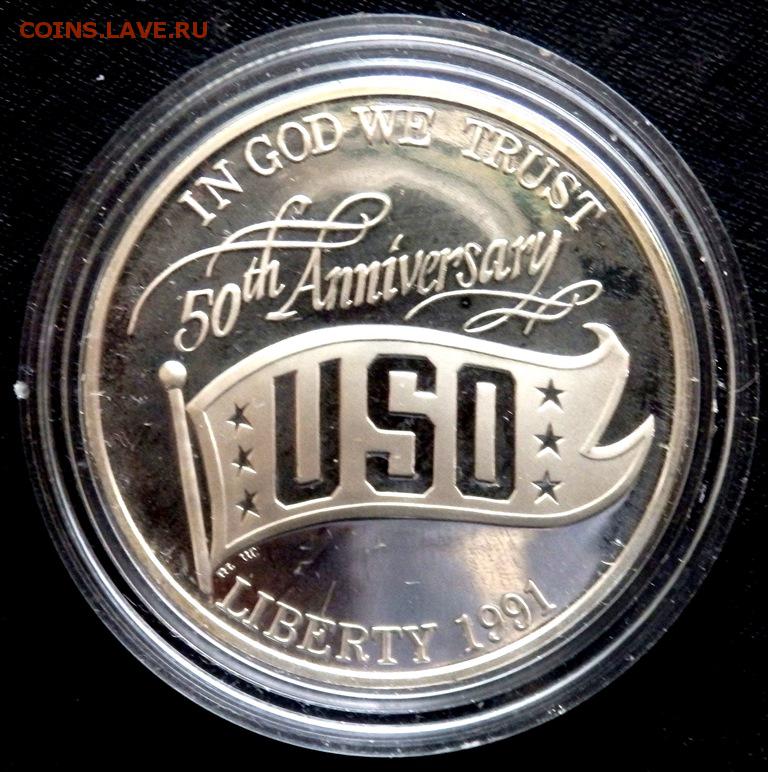 COINS.LAVE.RU
IN GOD WE TRUST
50th Anniversary
USO
LIBERTY 1991